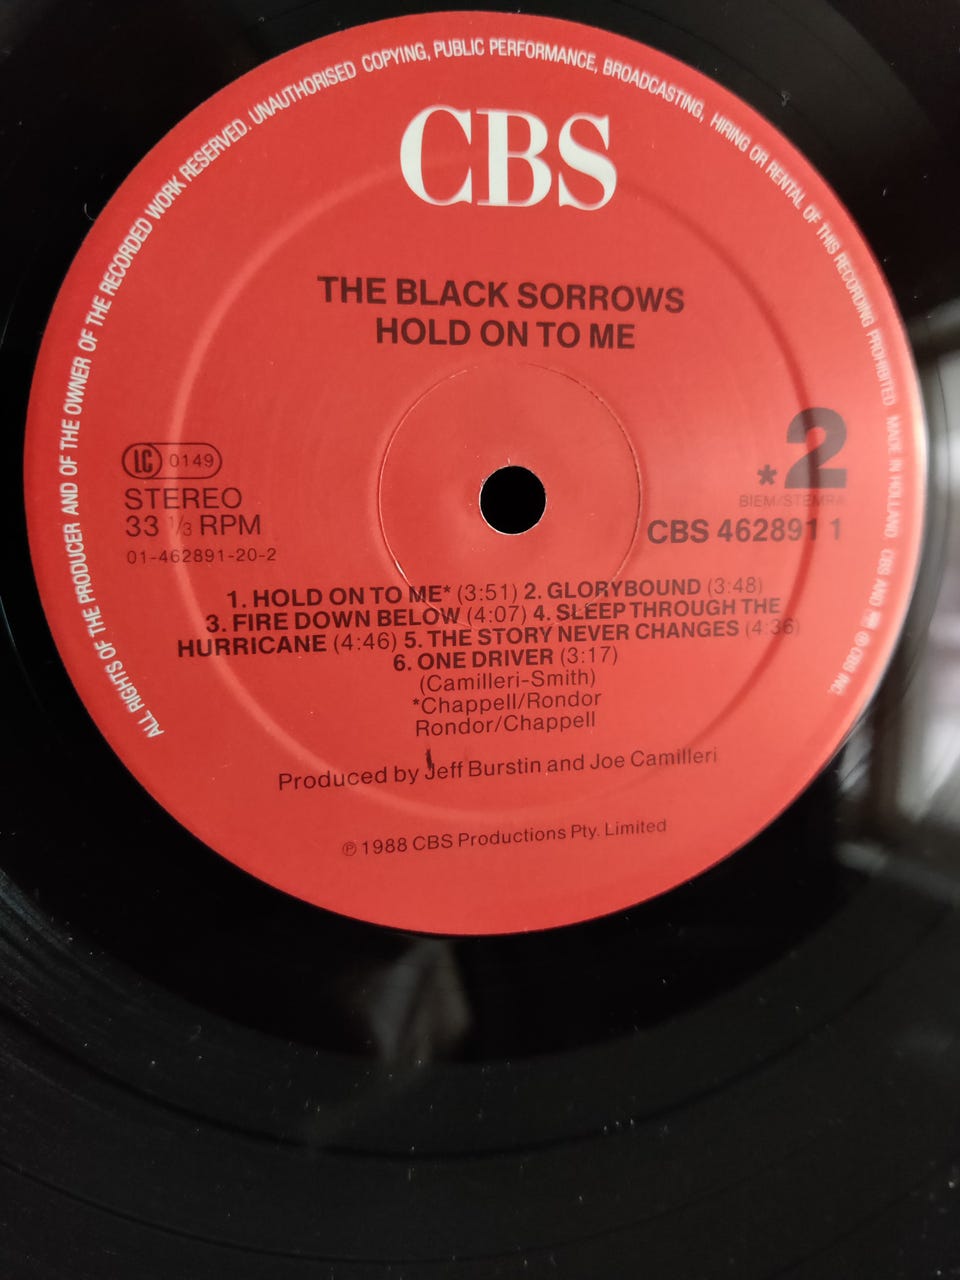 ALL RIGHTS OF THE PRODUCER AND OF THE OWNER OF THE RECORDED WORK RESERVED. UNAUTHORISED COPYING, PUBLIC PERFORMANCE, BROADCASTING, HIRING OR RENTAL OF THIS RECORDING PROHIBITED MADE IN HOLLAND CBS AND ℗ © CBS INC.
CBS
THE BLACK SORROWS
HOLD ON TO ME
LC 0149
STEREO
33 1/3 RPM
01-462891-20-2
*2
BIEM/STEMRA
CBS 462891 1
1. HOLD ON TO ME* (3:51) 2. GLORYBOUND (3:48)
3. FIRE DOWN BELOW (4:07) 4. SLEEP THROUGH THE
HURRICANE (4:46) 5. THE STORY NEVER CHANGES (4:36)
6. ONE DRIVER (3:17)
(Camilleri-Smith)
*Chappell/Rondor
Rondor/Chappell
Produced by Jeff Burstin and Joe Camilleri
℗ 1988 CBS Productions Pty. Limited